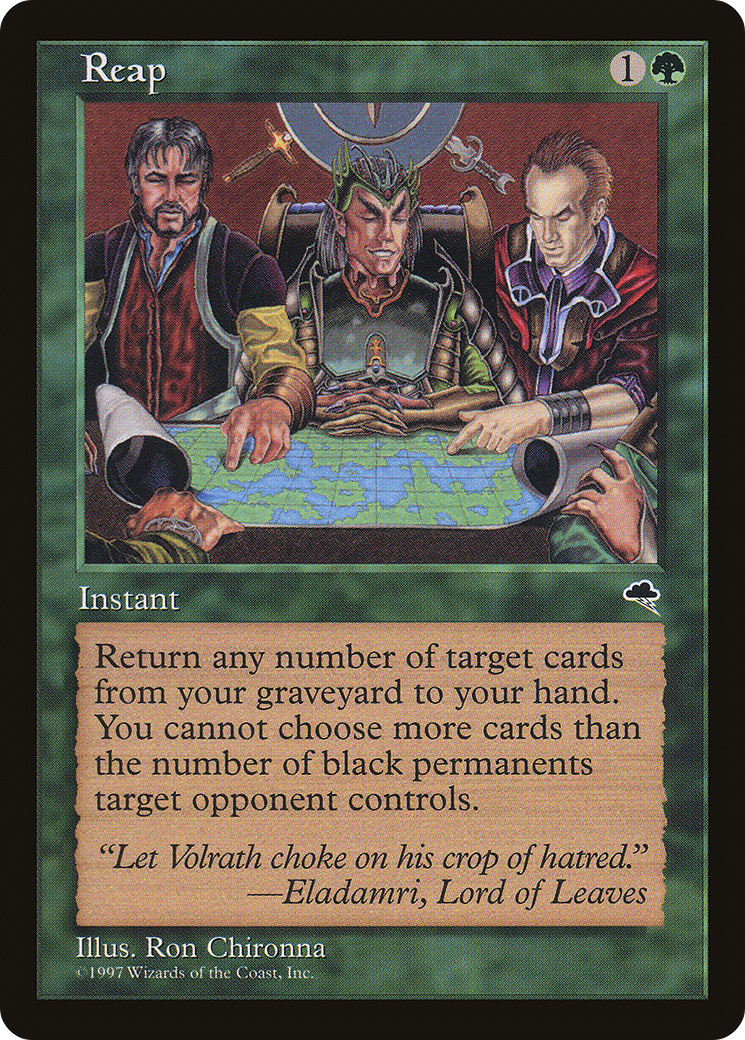 Reap 1
Instant
Return any number of target cards
from your graveyard to your hand.
You cannot choose more cards than
the number of black permanents
target opponent controls.
“Let Volrath choke on his crop of hatred.”
—Eladamri, Lord of Leaves
Illus. Ron Chironna
©1997 Wizards of the Coast, Inc.